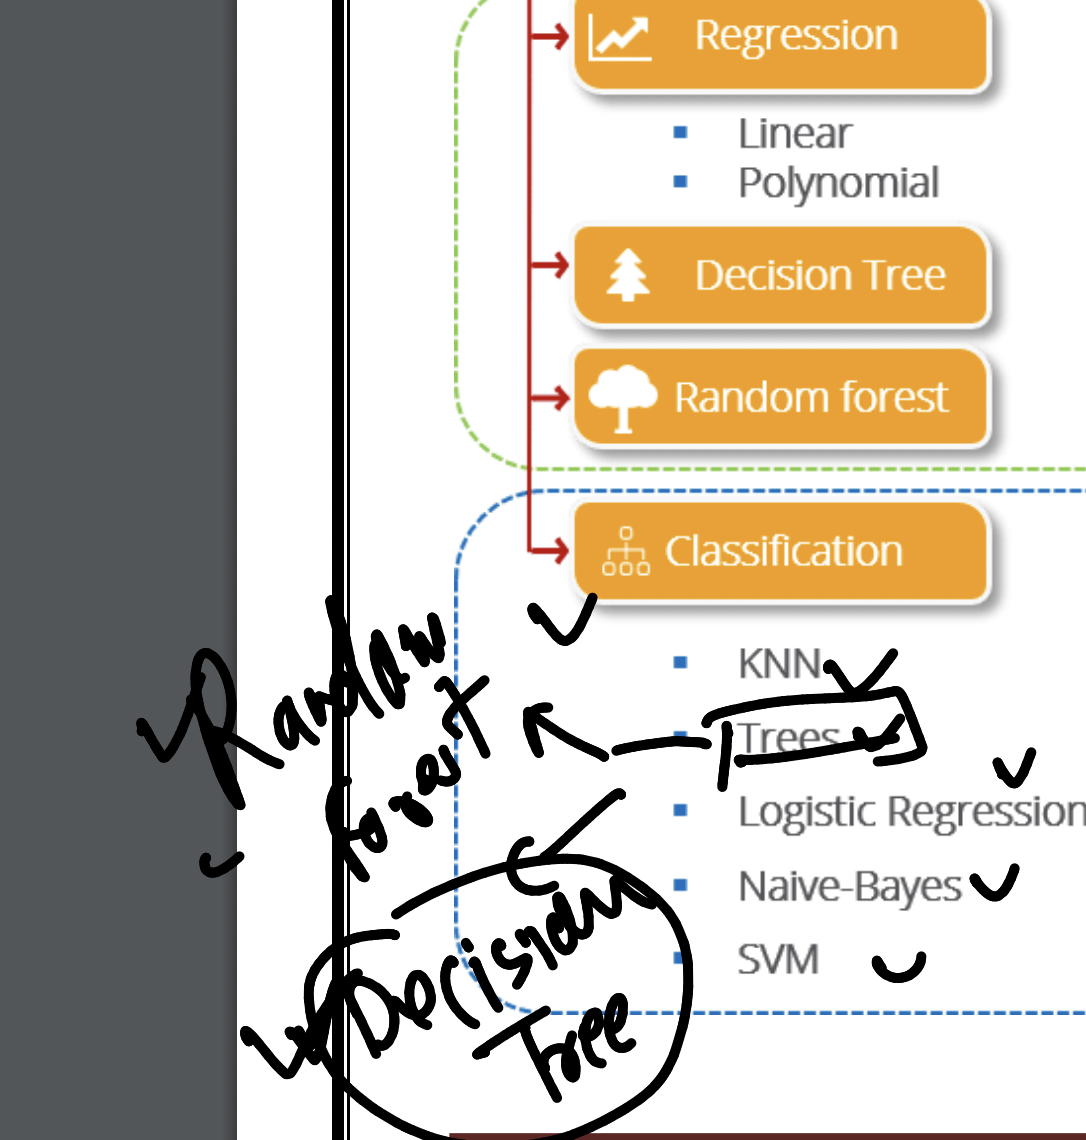 Regression
Linear
Polynomial
Decision Tree
Random forest
Classification
KNN
Trees
Logistic Regression
Naive-Bayes
SVM
Random
forest
Decision
Tree